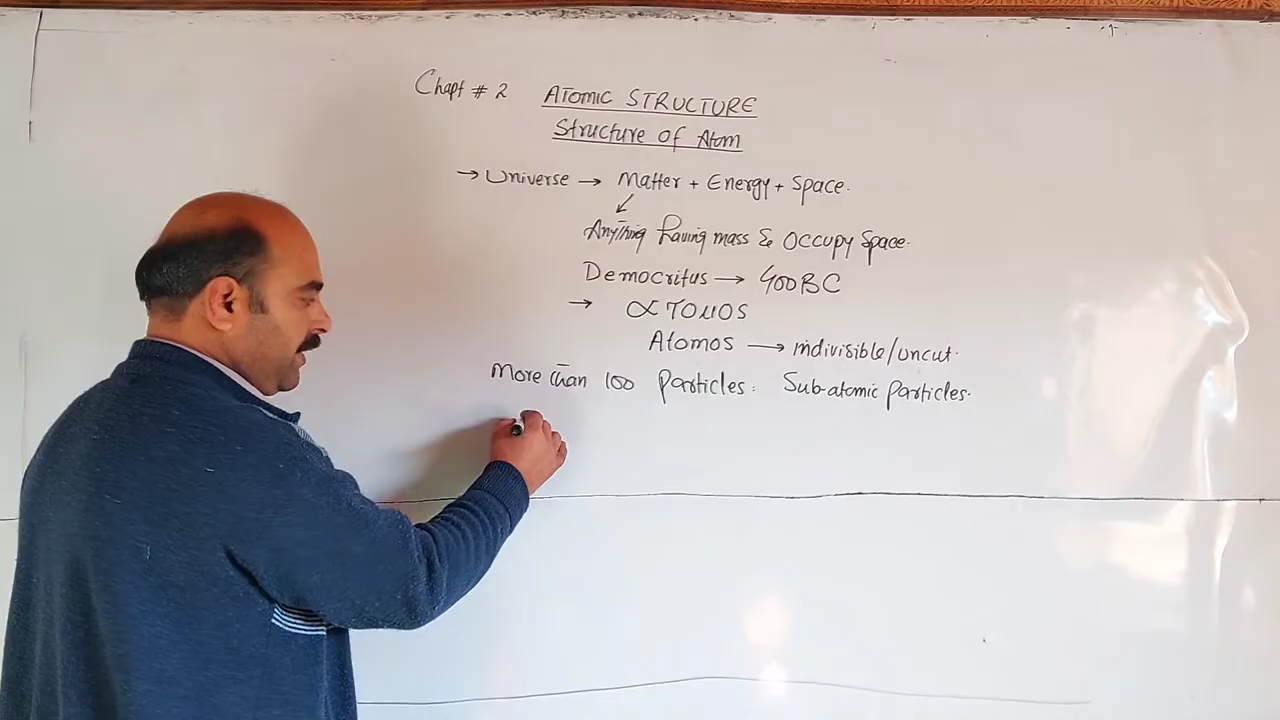 Chapt # 2 ATOMIC STRUCTURE
Structure of Atom
→ Universe → Matter + Energy + Space.
Anything having mass & Occupy Space.
Democritus → 400 BC
→ ατομος
Atomos → indivisible/uncut.
More than 100 Particles. Sub-atomic particles.